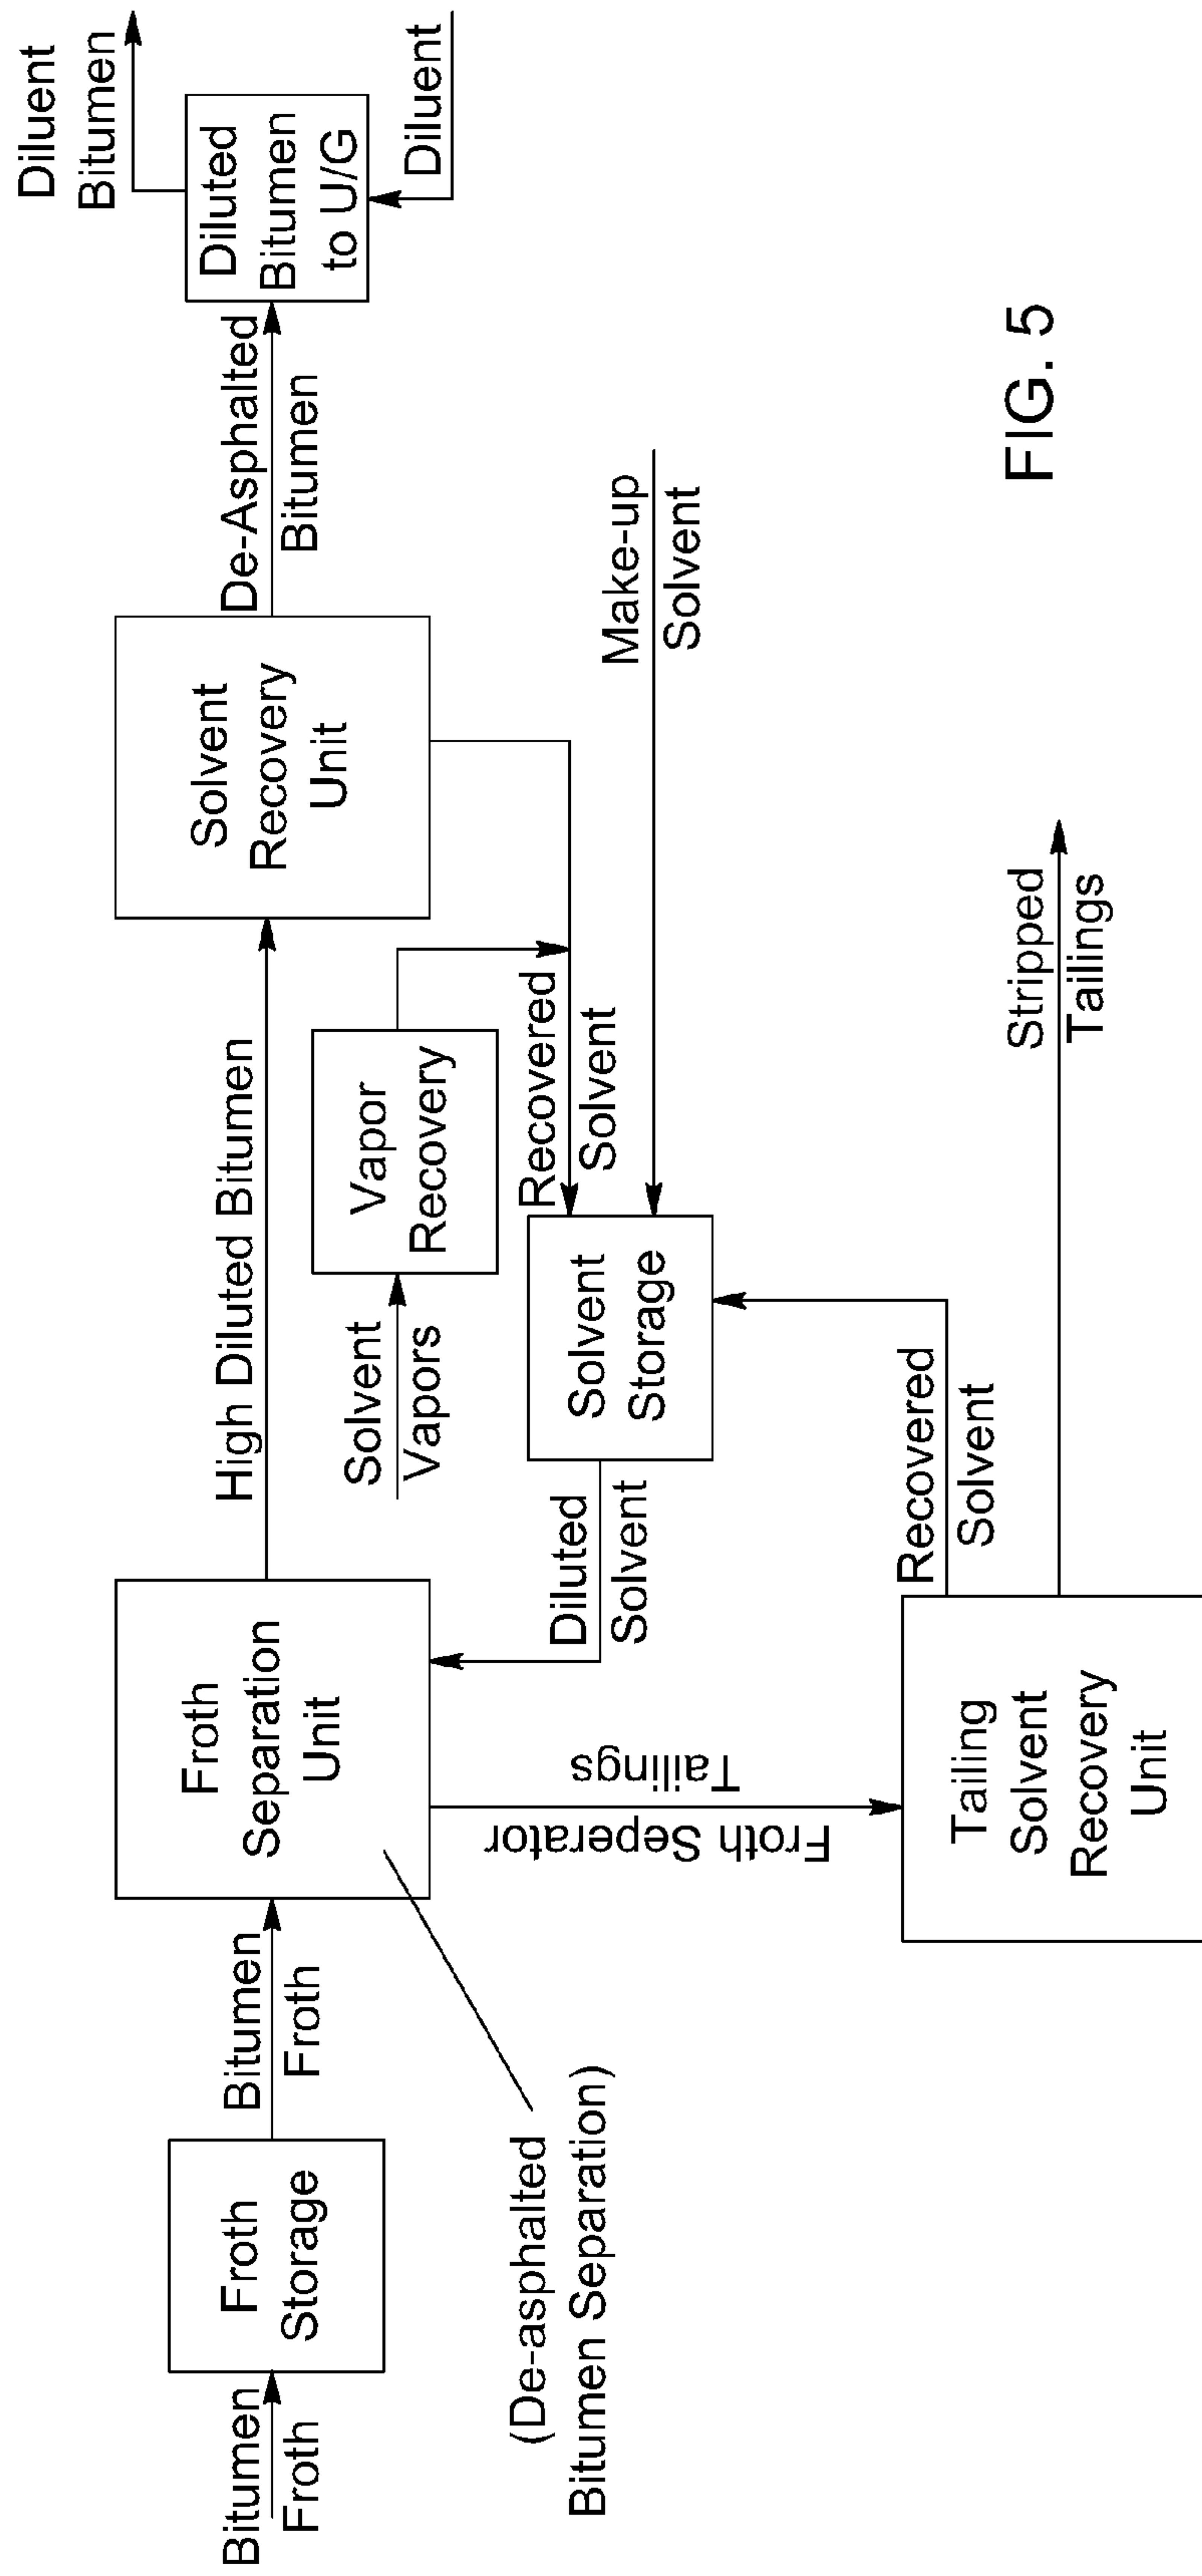 Bitumen
Froth
Froth
Storage
Bitumen
Froth
(De-asphalted
Bitumen Separation)
Froth
Separation
Unit
High Diluted Bitumen
Solvent
Recovery
Unit
De-Asphalted
Bitumen
Diluted
Bitumen
to U/G
Diluent
Bitumen
Diluent
Solvent
Vapors
Vapor
Recovery
Recovered
Solvent
Make-up
Solvent
Solvent
Storage
Diluted
Solvent
Froth Seperator
Tailings
Tailing
Solvent
Recovery
Unit
Recovered
Solvent
Stripped
Tailings
FIG. 5